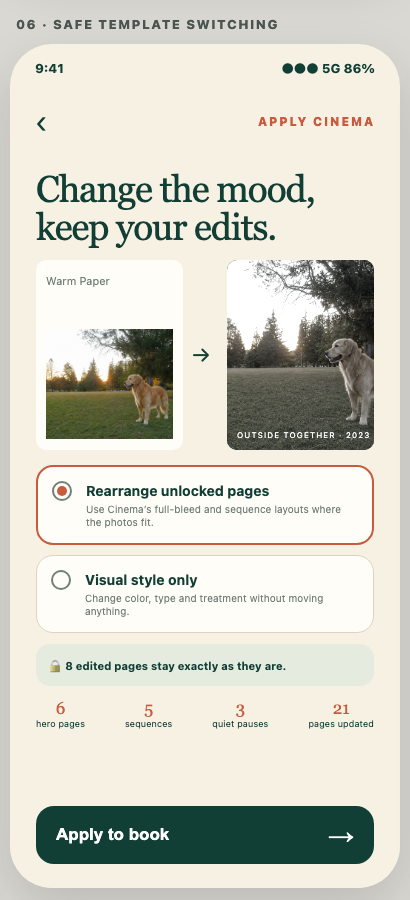 06 · SAFE TEMPLATE SWITCHING
9:41
5G 86%
‹
APPLY CINEMA
Change the mood,
keep your edits.
Warm Paper
→
OUTSIDE TOGETHER · 2023
Rearrange unlocked pages
Use Cinema's full-bleed and sequence layouts where
the photos fit.
Visual style only
Change color, type and treatment without moving
anything.
🔒 8 edited pages stay exactly as they are.
6
hero pages
5
sequences
3
quiet pauses
21
pages updated
Apply to book →